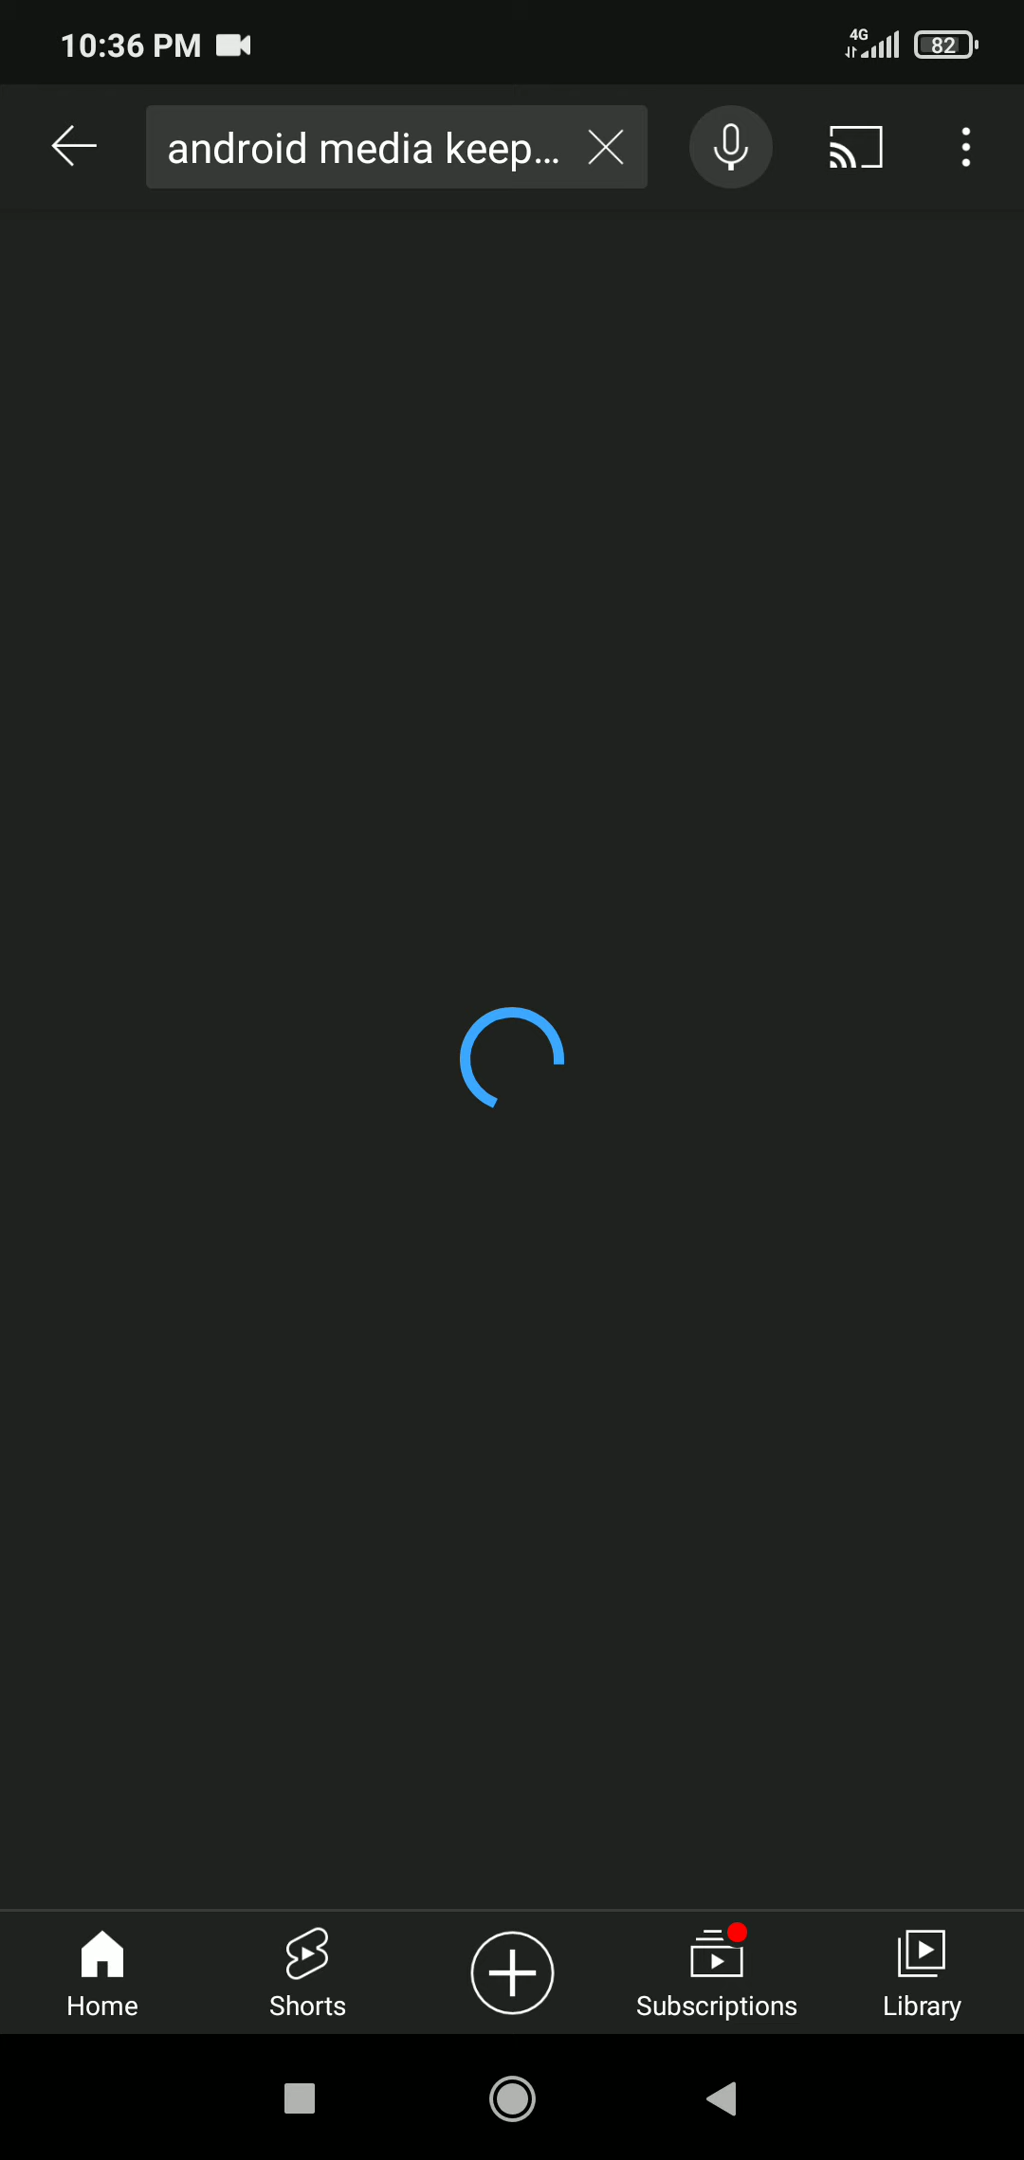 10:36 PM
4G
82
android media keep...
Home
Shorts
Subscriptions
Library